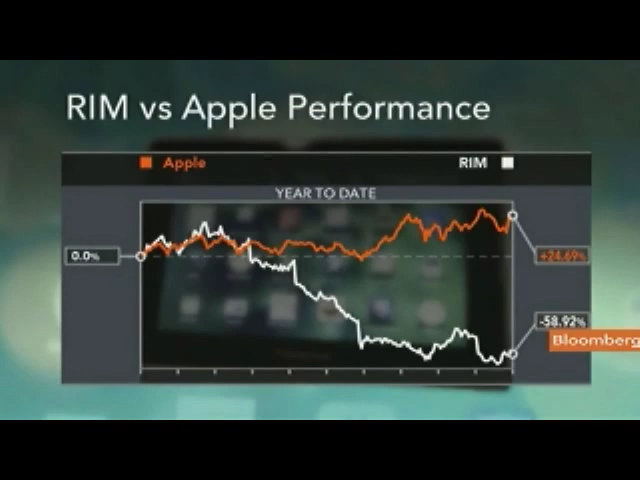 RIM vs Apple Performance
Apple RIM
YEAR TO DATE
0.0%
+24.69%
-58.92%
Bloomberg